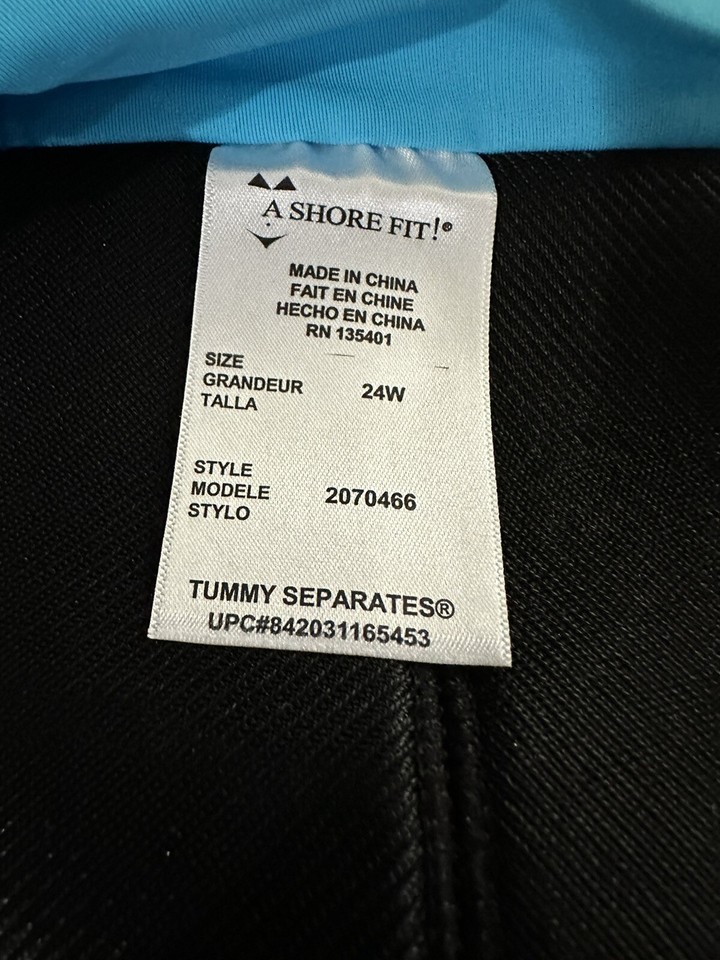 A SHORE FIT!®
MADE IN CHINA
FAIT EN CHINE
HECHO EN CHINA
RN 135401
SIZE
GRANDEUR 24W
TALLA
STYLE
MODELE 2070466
STYLO
TUMMY SEPARATES®
UPC#842031165453